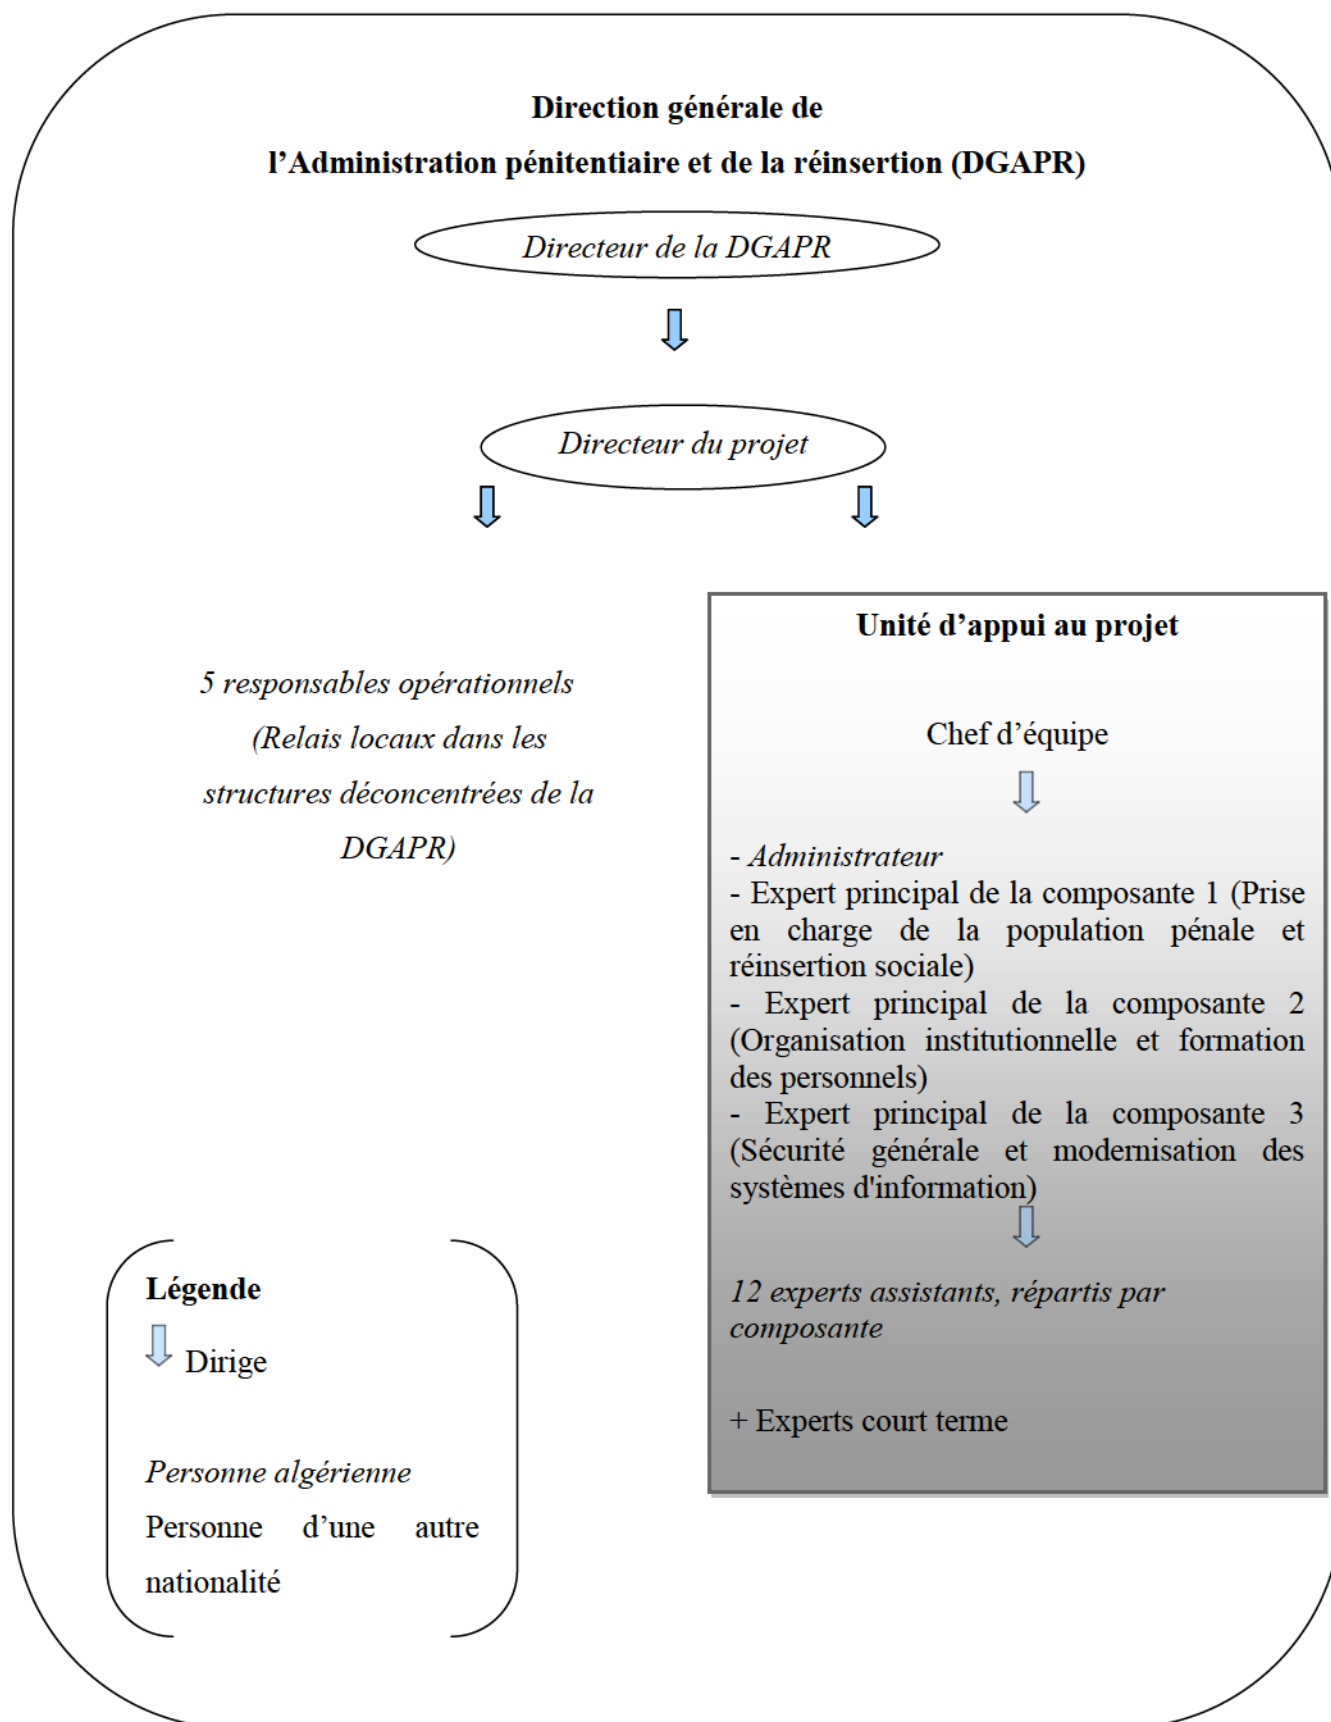 Direction générale de
l’Administration pénitentiaire et de la réinsertion (DGAPR)
Directeur de la DGAPR
Directeur du projet
5 responsables opérationnels
(Relais locaux dans les
structures déconcentrées de la
DGAPR)
Unité d’appui au projet
Chef d’équipe
- Administrateur
- Expert principal de la composante 1 (Prise
en charge de la population pénale et
réinsertion sociale)
- Expert principal de la composante 2
(Organisation institutionnelle et formation
des personnels)
- Expert principal de la composante 3
(Sécurité générale et modernisation des
systèmes d'information)
12 experts assistants, répartis par
composante
+ Experts court terme
Légende
Dirige
Personne algérienne
Personne d’une autre
nationalité